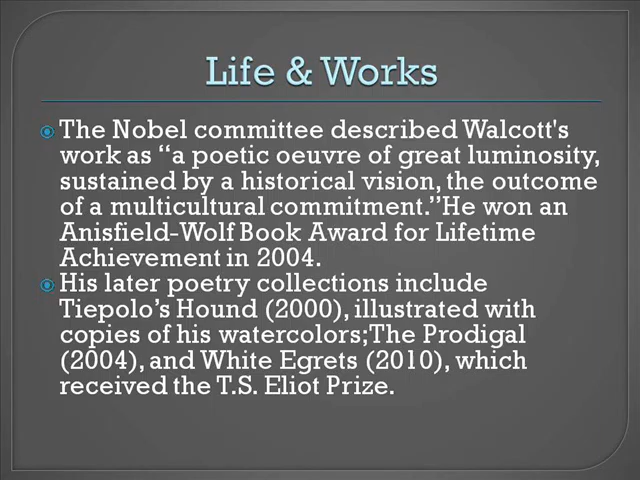 Life & Works
The Nobel committee described Walcott's
work as “a poetic oeuvre of great luminosity,
sustained by a historical vision, the outcome
of a multicultural commitment.”He won an
Anisfield-Wolf Book Award for Lifetime
Achievement in 2004.
His later poetry collections include
Tiepolo’s Hound (2000), illustrated with
copies of his watercolors;The Prodigal
(2004), and White Egrets (2010), which
received the T.S. Eliot Prize.